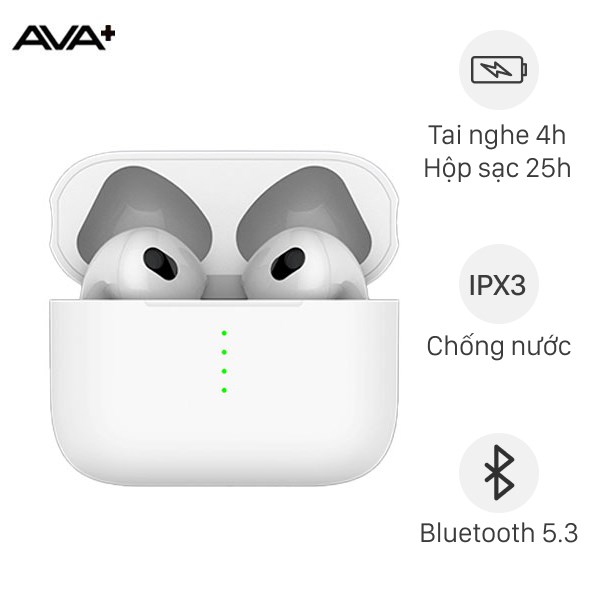 AVA+
Tai nghe 4h
Hộp sạc 25h
IPX3
Chống nước
Bluetooth 5.3